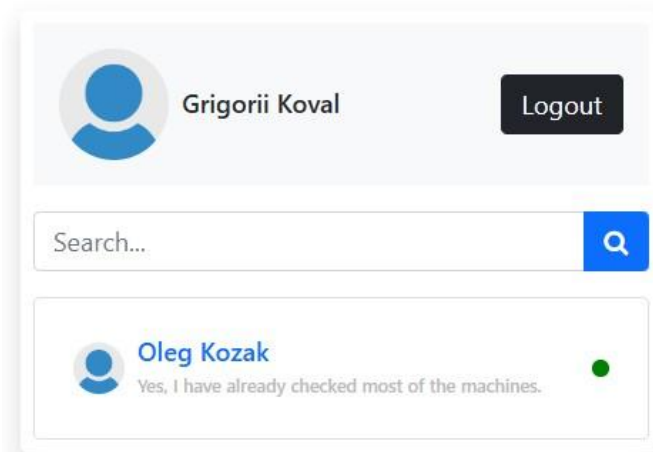 Grigorii Koval
Logout
Search...
Oleg Kozak
Yes, I have already checked most of the machines.